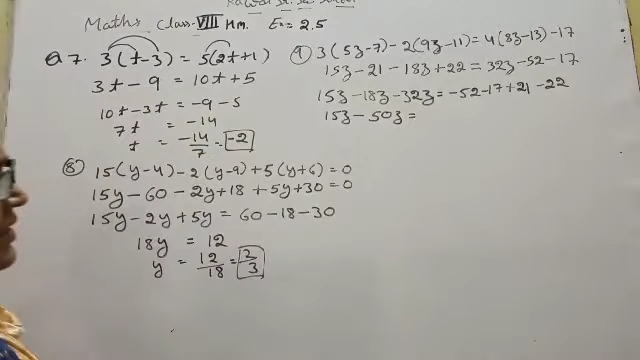 Maths Class-VIII Hm. Ex= 2.5
Q 7. 3(t-3) = 5(2t+1)
3t - 9 = 10t + 5
10t - 3t = -9 - 5
7t = -14
t = -14/7 = -2
8) 15(y-4) - 2(y-9) + 5(y+6) = 0
15y - 60 - 2y + 18 + 5y + 30 = 0
15y - 2y + 5y = 60 - 18 - 30
18y = 12
y = 12/18 = 2/3
9) 3(5z-7) - 2(9z-11) = 4(8z-13) - 17
15z - 21 - 18z + 22 = 32z - 52 - 17
15z - 18z - 32z = -52 - 17 + 21 - 22
15z - 50z =